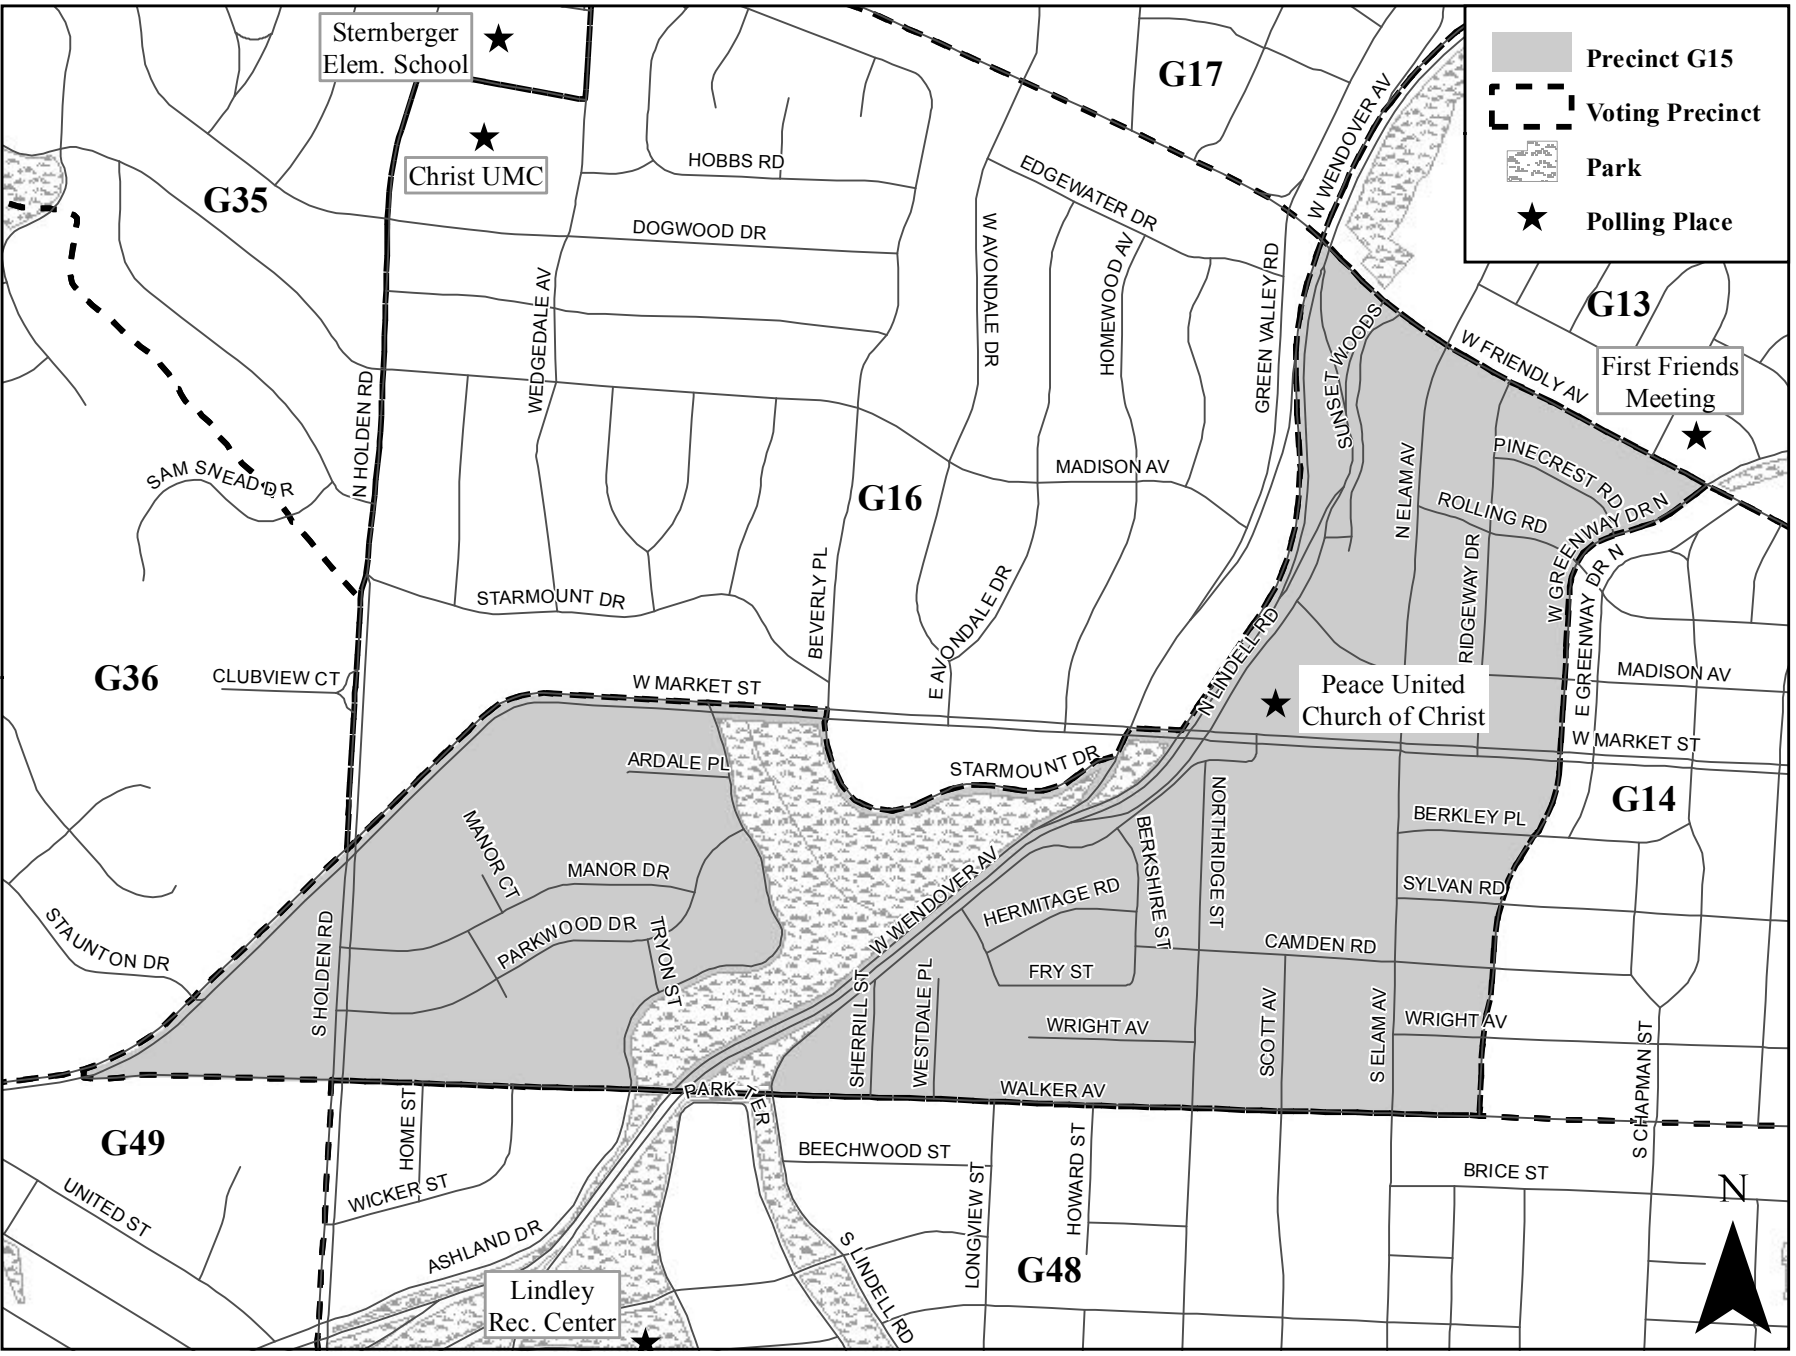 Sternberger
Elem. School
G17
W WENDOVER AV
Precinct G15
Voting Precinct
Park
Polling Place
Christ UMC
HOBBS RD
EDGEWATER DR
G35
DOGWOOD DR
W AVONDALE DR
HOMEWOOD AV
GREEN VALLEY RD
WEDGEDALE AV
SUNSET WOODS
G13
W FRIENDLY AV
First Friends
Meeting
N HOLDEN RD
SAM SNEAD DR
MADISON AV
G16
N ELAM AV
PINECREST RD
ROLLING RD
W GREENWAY DR N
E GREENWAY DR N
RIDGEWAY DR
STARMOUNT DR
BEVERLY PL
E AVONDALE DR
N LINDELL RD
G36
CLUBVIEW CT
W MARKET ST
Peace United
Church of Christ
MADISON AV
W MARKET ST
ARDALE PL
STARMOUNT DR
NORTHRIDGE ST
BERKLEY PL
G14
MANOR CT
MANOR DR
W WENDOVER AV
HERMITAGE RD
BERKSHIRE ST
SYLVAN RD
STAUNTON DR
S HOLDEN RD
PARKWOOD DR
TRYON ST
CAMDEN RD
FRY ST
SHERRILL ST
WESTDALE PL
WRIGHT AV
SCOTT AV
S ELAM AV
WRIGHT AV
S CHAPMAN ST
PARK TER
WALKER AV
G49
HOME ST
BEECHWOOD ST
HOWARD ST
LONGVIEW ST
BRICE ST
N
UNITED ST
WICKER ST
ASHLAND DR
S LINDELL RD
G48
Lindley
Rec. Center